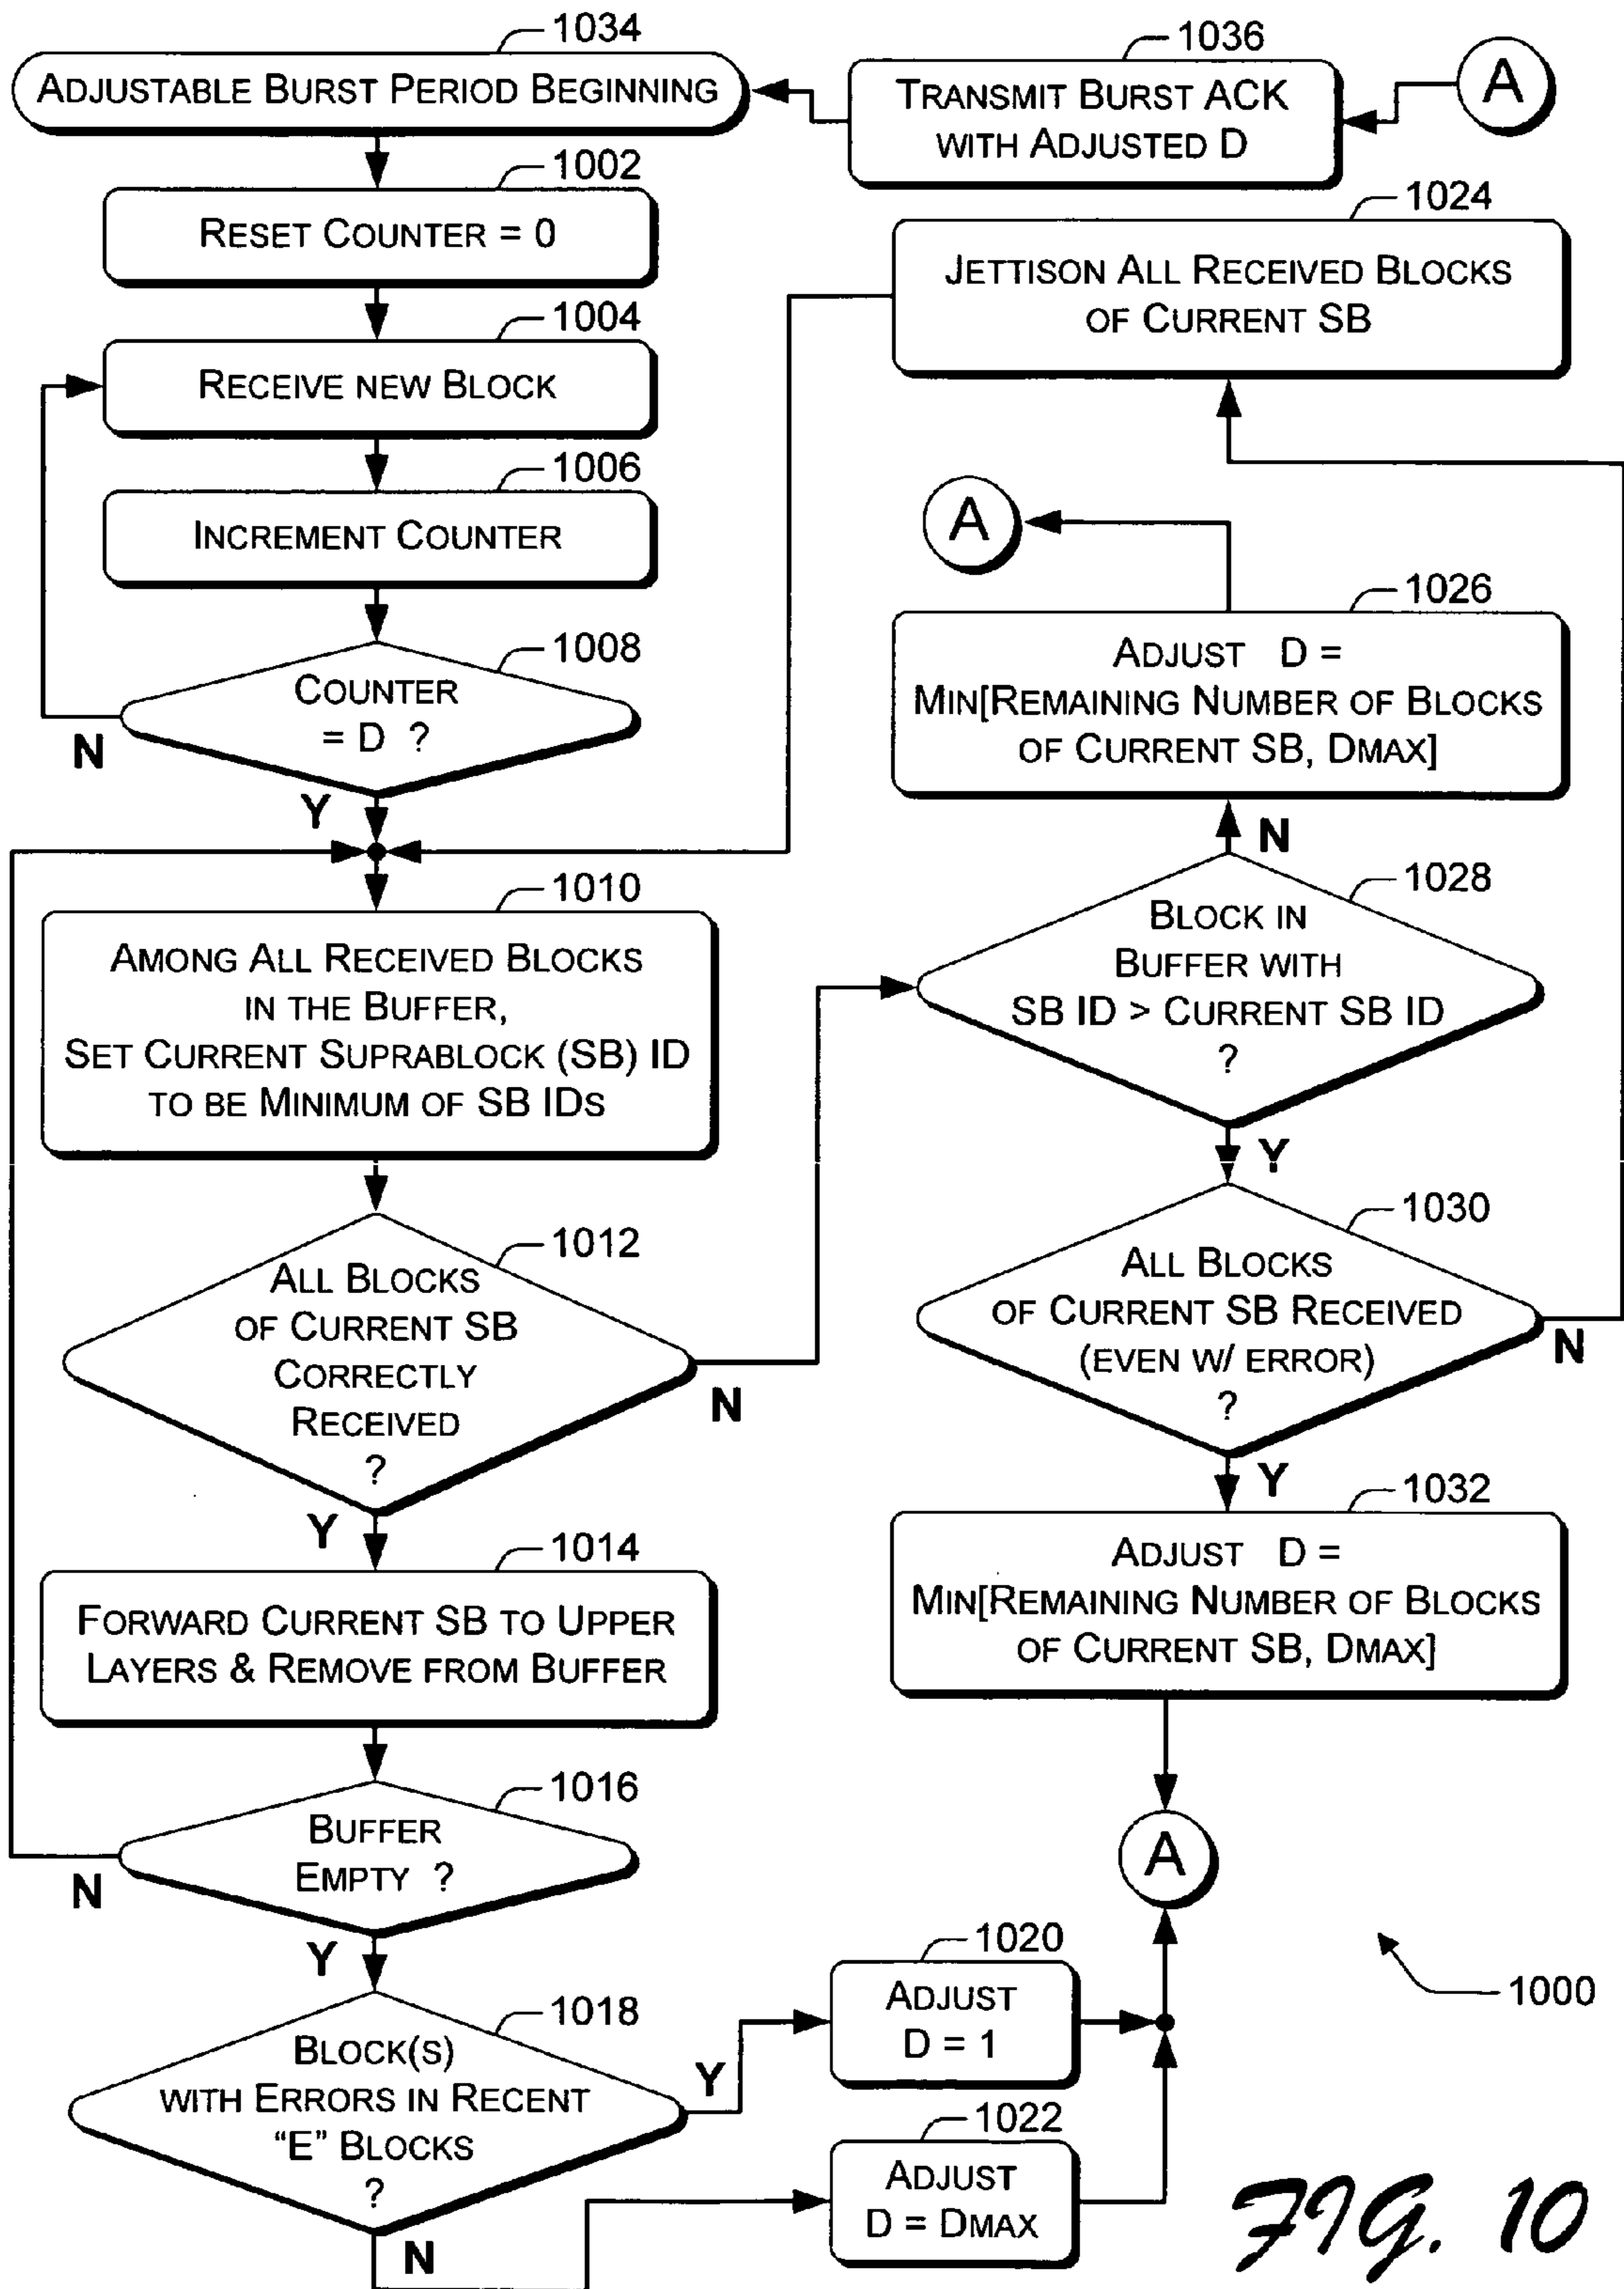 1034
ADJUSTABLE BURST PERIOD BEGINNING
1036
TRANSMIT BURST ACK
WITH ADJUSTED D
A
1002
RESET COUNTER = 0
1004
RECEIVE NEW BLOCK
1006
INCREMENT COUNTER
1008
COUNTER
= D ?
N
Y
1010
AMONG ALL RECEIVED BLOCKS
IN THE BUFFER,
SET CURRENT SUPRABLOCK (SB) ID
TO BE MINIMUM OF SB IDS
1012
ALL BLOCKS
OF CURRENT SB
CORRECTLY
RECEIVED
?
N
Y
1014
FORWARD CURRENT SB TO UPPER
LAYERS & REMOVE FROM BUFFER
1016
BUFFER
EMPTY ?
N
Y
1018
BLOCK(S)
WITH ERRORS IN RECENT
"E" BLOCKS
?
Y
N
1020
ADJUST
D = 1
1022
ADJUST
D = DMAX
1024
JETTISON ALL RECEIVED BLOCKS
OF CURRENT SB
A
1026
ADJUST D =
MIN[REMAINING NUMBER OF BLOCKS
OF CURRENT SB, DMAX]
N
1028
BLOCK IN
BUFFER WITH
SB ID > CURRENT SB ID
?
Y
1030
ALL BLOCKS
OF CURRENT SB RECEIVED
(EVEN W/ ERROR)
?
N
Y
1032
ADJUST D =
MIN[REMAINING NUMBER OF BLOCKS
OF CURRENT SB, DMAX]
A
1000
FIG. 10